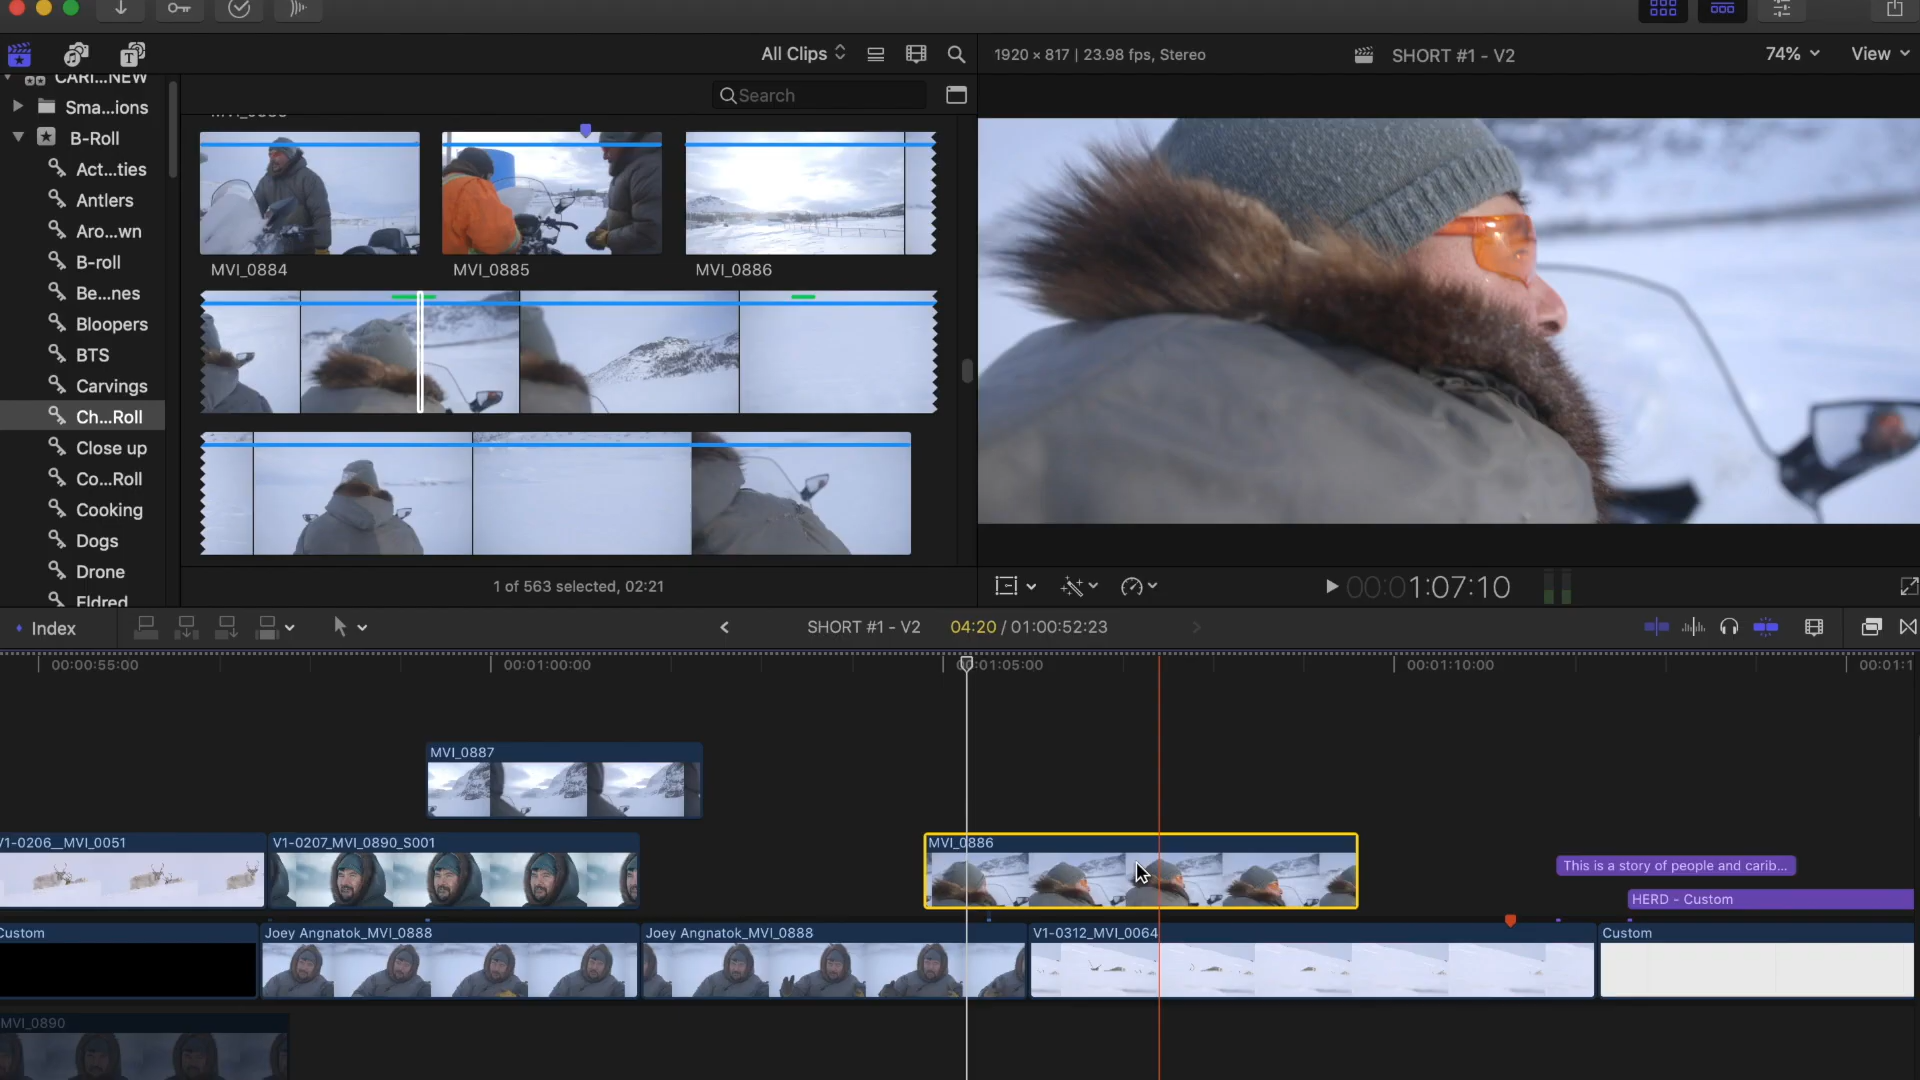 All Clips
1920 × 817 | 23.98 fps, Stereo
SHORT #1 - V2
74%
View
CARI...NEW
Sma...ions
B-Roll
Act...ties
Antlers
Aro...wn
B-roll
Be...nes
Bloopers
BTS
Carvings
Ch...Roll
Close up
Co...Roll
Cooking
Dogs
Drone
Eldred
Search
MVI_0884
MVI_0885
MVI_0886
1 of 563 selected, 02:21
00:01:07:10
Index
SHORT #1 - V2
04:20 / 01:00:52:23
00:00:55:00
00:01:00:00
00:01:05:00
00:01:10:00
00:01:1
MVI_0887
V1-0206__MVI_0051
V1-0207_MVI_0890_S001
MVI_0886
This is a story of people and carib...
HERD - Custom
Custom
Joey Angnatok_MVI_0888
Joey Angnatok_MVI_0888
V1-0312_MVI_0064
Custom
MVI_0890